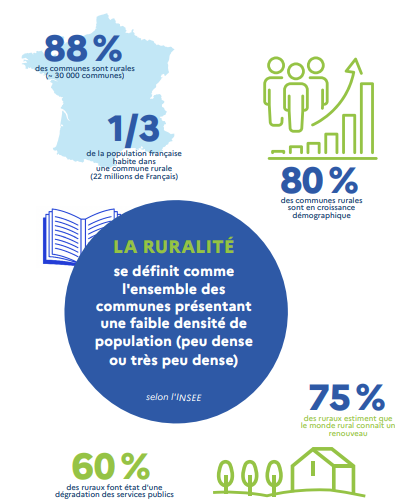 88 %
des communes sont rurales
(≈ 30 000 communes)
1/3
de la population française
habite dans
une commune rurale
(22 millions de Français)
80 %
des communes rurales
sont en croissance
démographique
LA RURALITÉ
se définit comme
l'ensemble des
communes présentant
une faible densité de
population (peu dense
ou très peu dense)
selon l'INSEE
75 %
des ruraux estiment que
le monde rural connaît un
renouveau
60 %
des ruraux font état d'une
dégradation des services publics